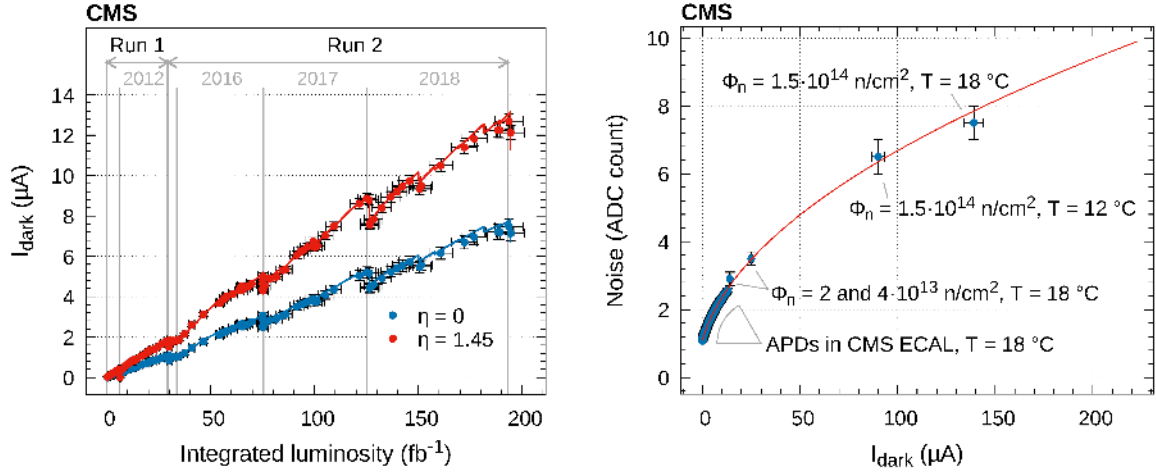 CMS
Run 1
Run 2
2012
2016
2017
2018
14
12
10
8
6
4
2
0
I_dark (µA)
η = 0
η = 1.45
0
50
100
150
200
Integrated luminosity (fb⁻¹)
CMS
10
8
6
4
2
0
Noise (ADC count)
Φₙ = 1.5·10¹⁴ n/cm², T = 18 °C
Φₙ = 1.5·10¹⁴ n/cm², T = 12 °C
Φₙ = 2 and 4·10¹³ n/cm², T = 18 °C
APDs in CMS ECAL, T = 18 °C
0
50
100
150
200
I_dark (µA)